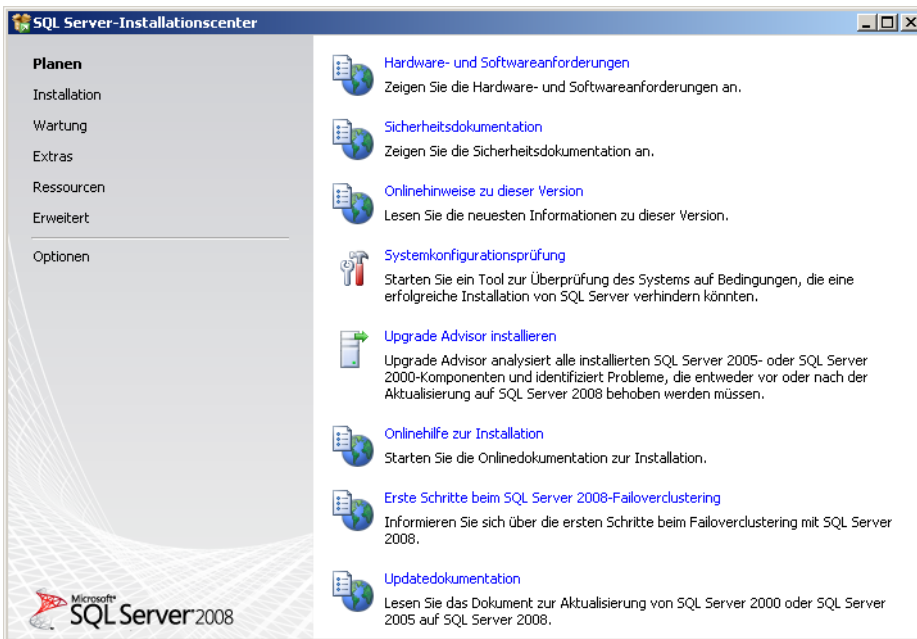 SQL Server-Installationscenter
Planen
Installation
Wartung
Extras
Ressourcen
Erweitert
Optionen
Hardware- und Softwareanforderungen
Zeigen Sie die Hardware- und Softwareanforderungen an.
Sicherheitsdokumentation
Zeigen Sie die Sicherheitsdokumentation an.
Onlinehinweise zu dieser Version
Lesen Sie die neuesten Informationen zu dieser Version.
Systemkonfigurationsprüfung
Starten Sie ein Tool zur Überprüfung des Systems auf Bedingungen, die eine
erfolgreiche Installation von SQL Server verhindern könnten.
Upgrade Advisor installieren
Upgrade Advisor analysiert alle installierten SQL Server 2005- oder SQL Server
2000-Komponenten und identifiziert Probleme, die entweder vor oder nach der
Aktualisierung auf SQL Server 2008 behoben werden müssen.
Onlinehilfe zur Installation
Starten Sie die Onlinedokumentation zur Installation.
Erste Schritte beim SQL Server 2008-Failoverclustering
Informieren Sie sich über die ersten Schritte beim Failoverclustering mit SQL Server
2008.
Updatedokumentation
Lesen Sie das Dokument zur Aktualisierung von SQL Server 2000 oder SQL Server
2005 auf SQL Server 2008.
Microsoft®
SQL Server 2008